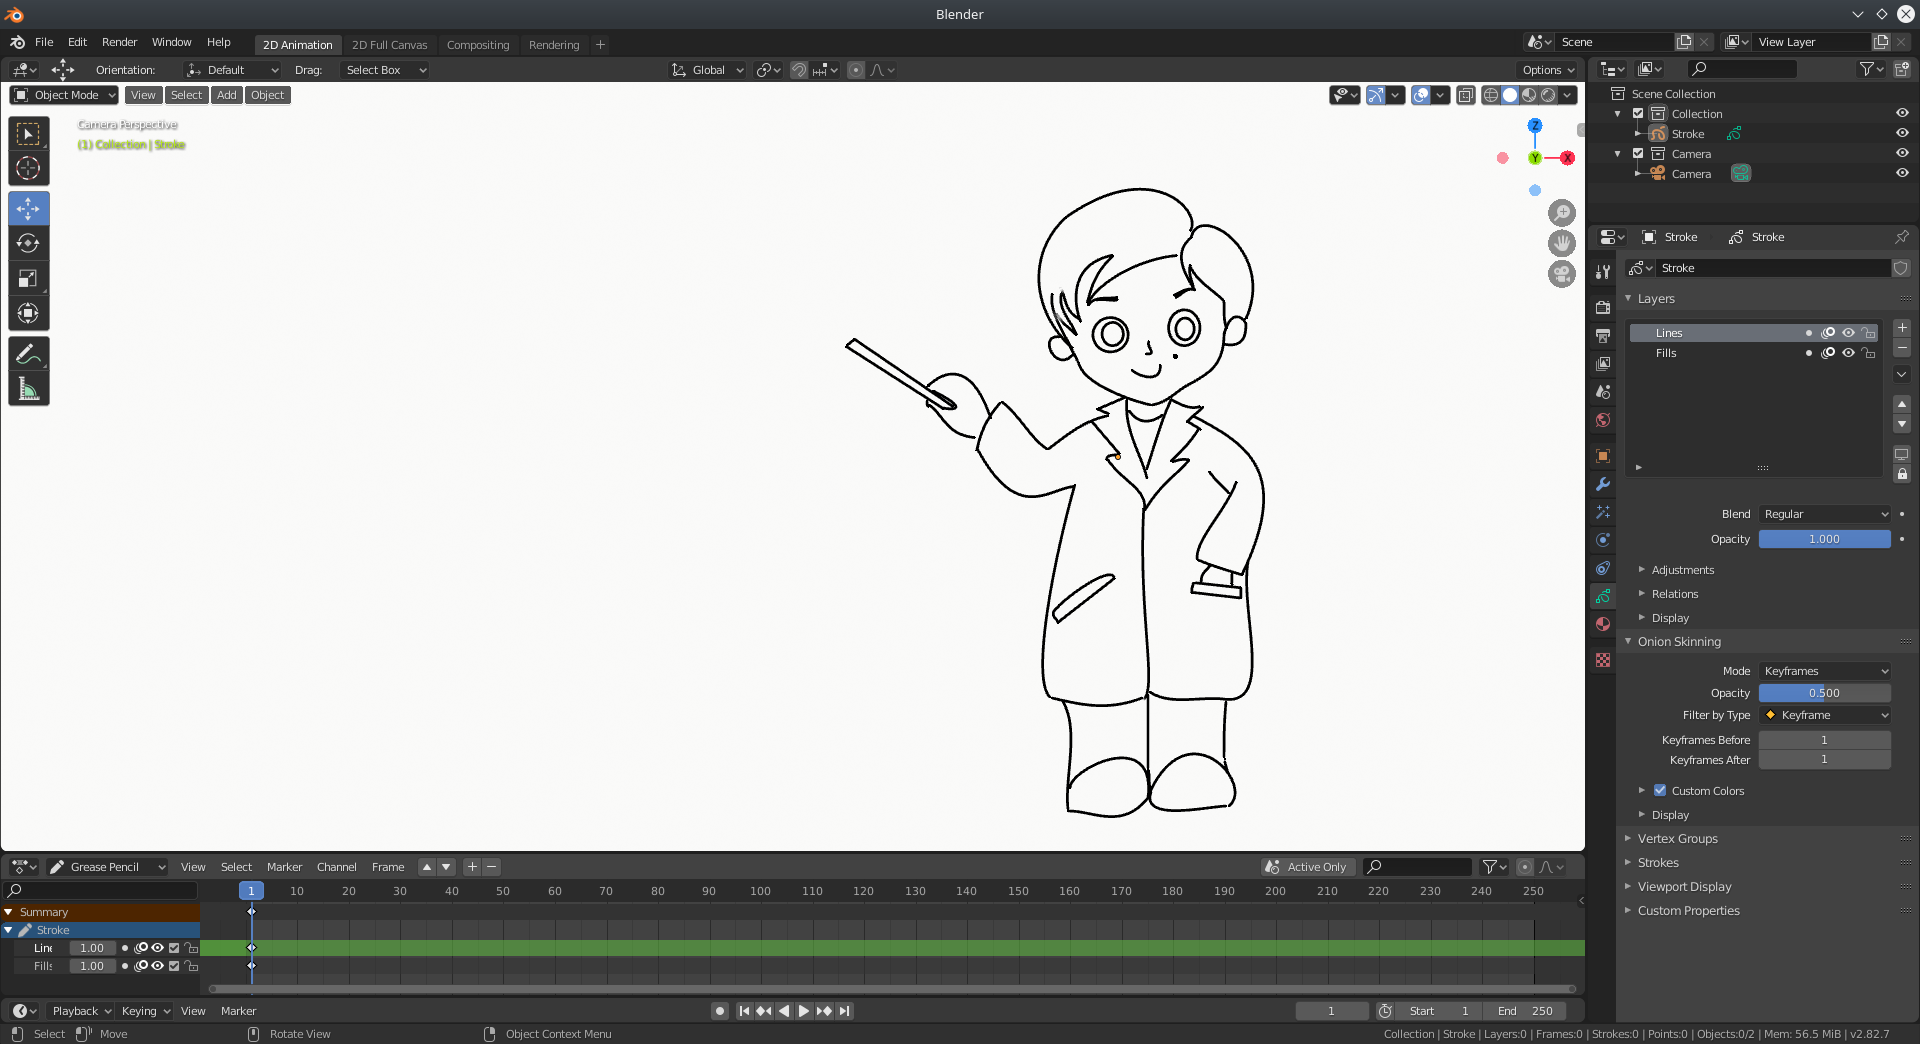 Blender
File Edit Render Window Help 2D Animation 2D Full Canvas Compositing Rendering + Scene View Layer
Orientation: Default Drag: Select Box Global Options
Object Mode View Select Add Object
Camera Perspective
(1) Collection | Stroke
Z
Y X
Scene Collection
Collection
Stroke
Camera
Camera
Stroke Stroke
Stroke
Layers
Lines
Fills
Blend Regular
Opacity 1.000
Adjustments
Relations
Display
Onion Skinning
Mode Keyframes
Opacity 0.500
Filter by Type Keyframe
Keyframes Before 1
Keyframes After 1
Custom Colors
Display
Vertex Groups
Strokes
Viewport Display
Custom Properties
Grease Pencil View Select Marker Channel Frame Active Only
1 10 20 30 40 50 60 70 80 90 100 110 120 130 140 150 160 170 180 190 200 210 220 230 240 250
Summary
Stroke
Line 1.00
Fills 1.00
Playback Keying View Marker 1 Start 1 End 250
Select Move Rotate View Object Context Menu Collection | Stroke | Layers:0 | Frames:0 | Strokes:0 | Points:0 | Objects:0/2 | Mem: 56.5 MiB | v2.82.7